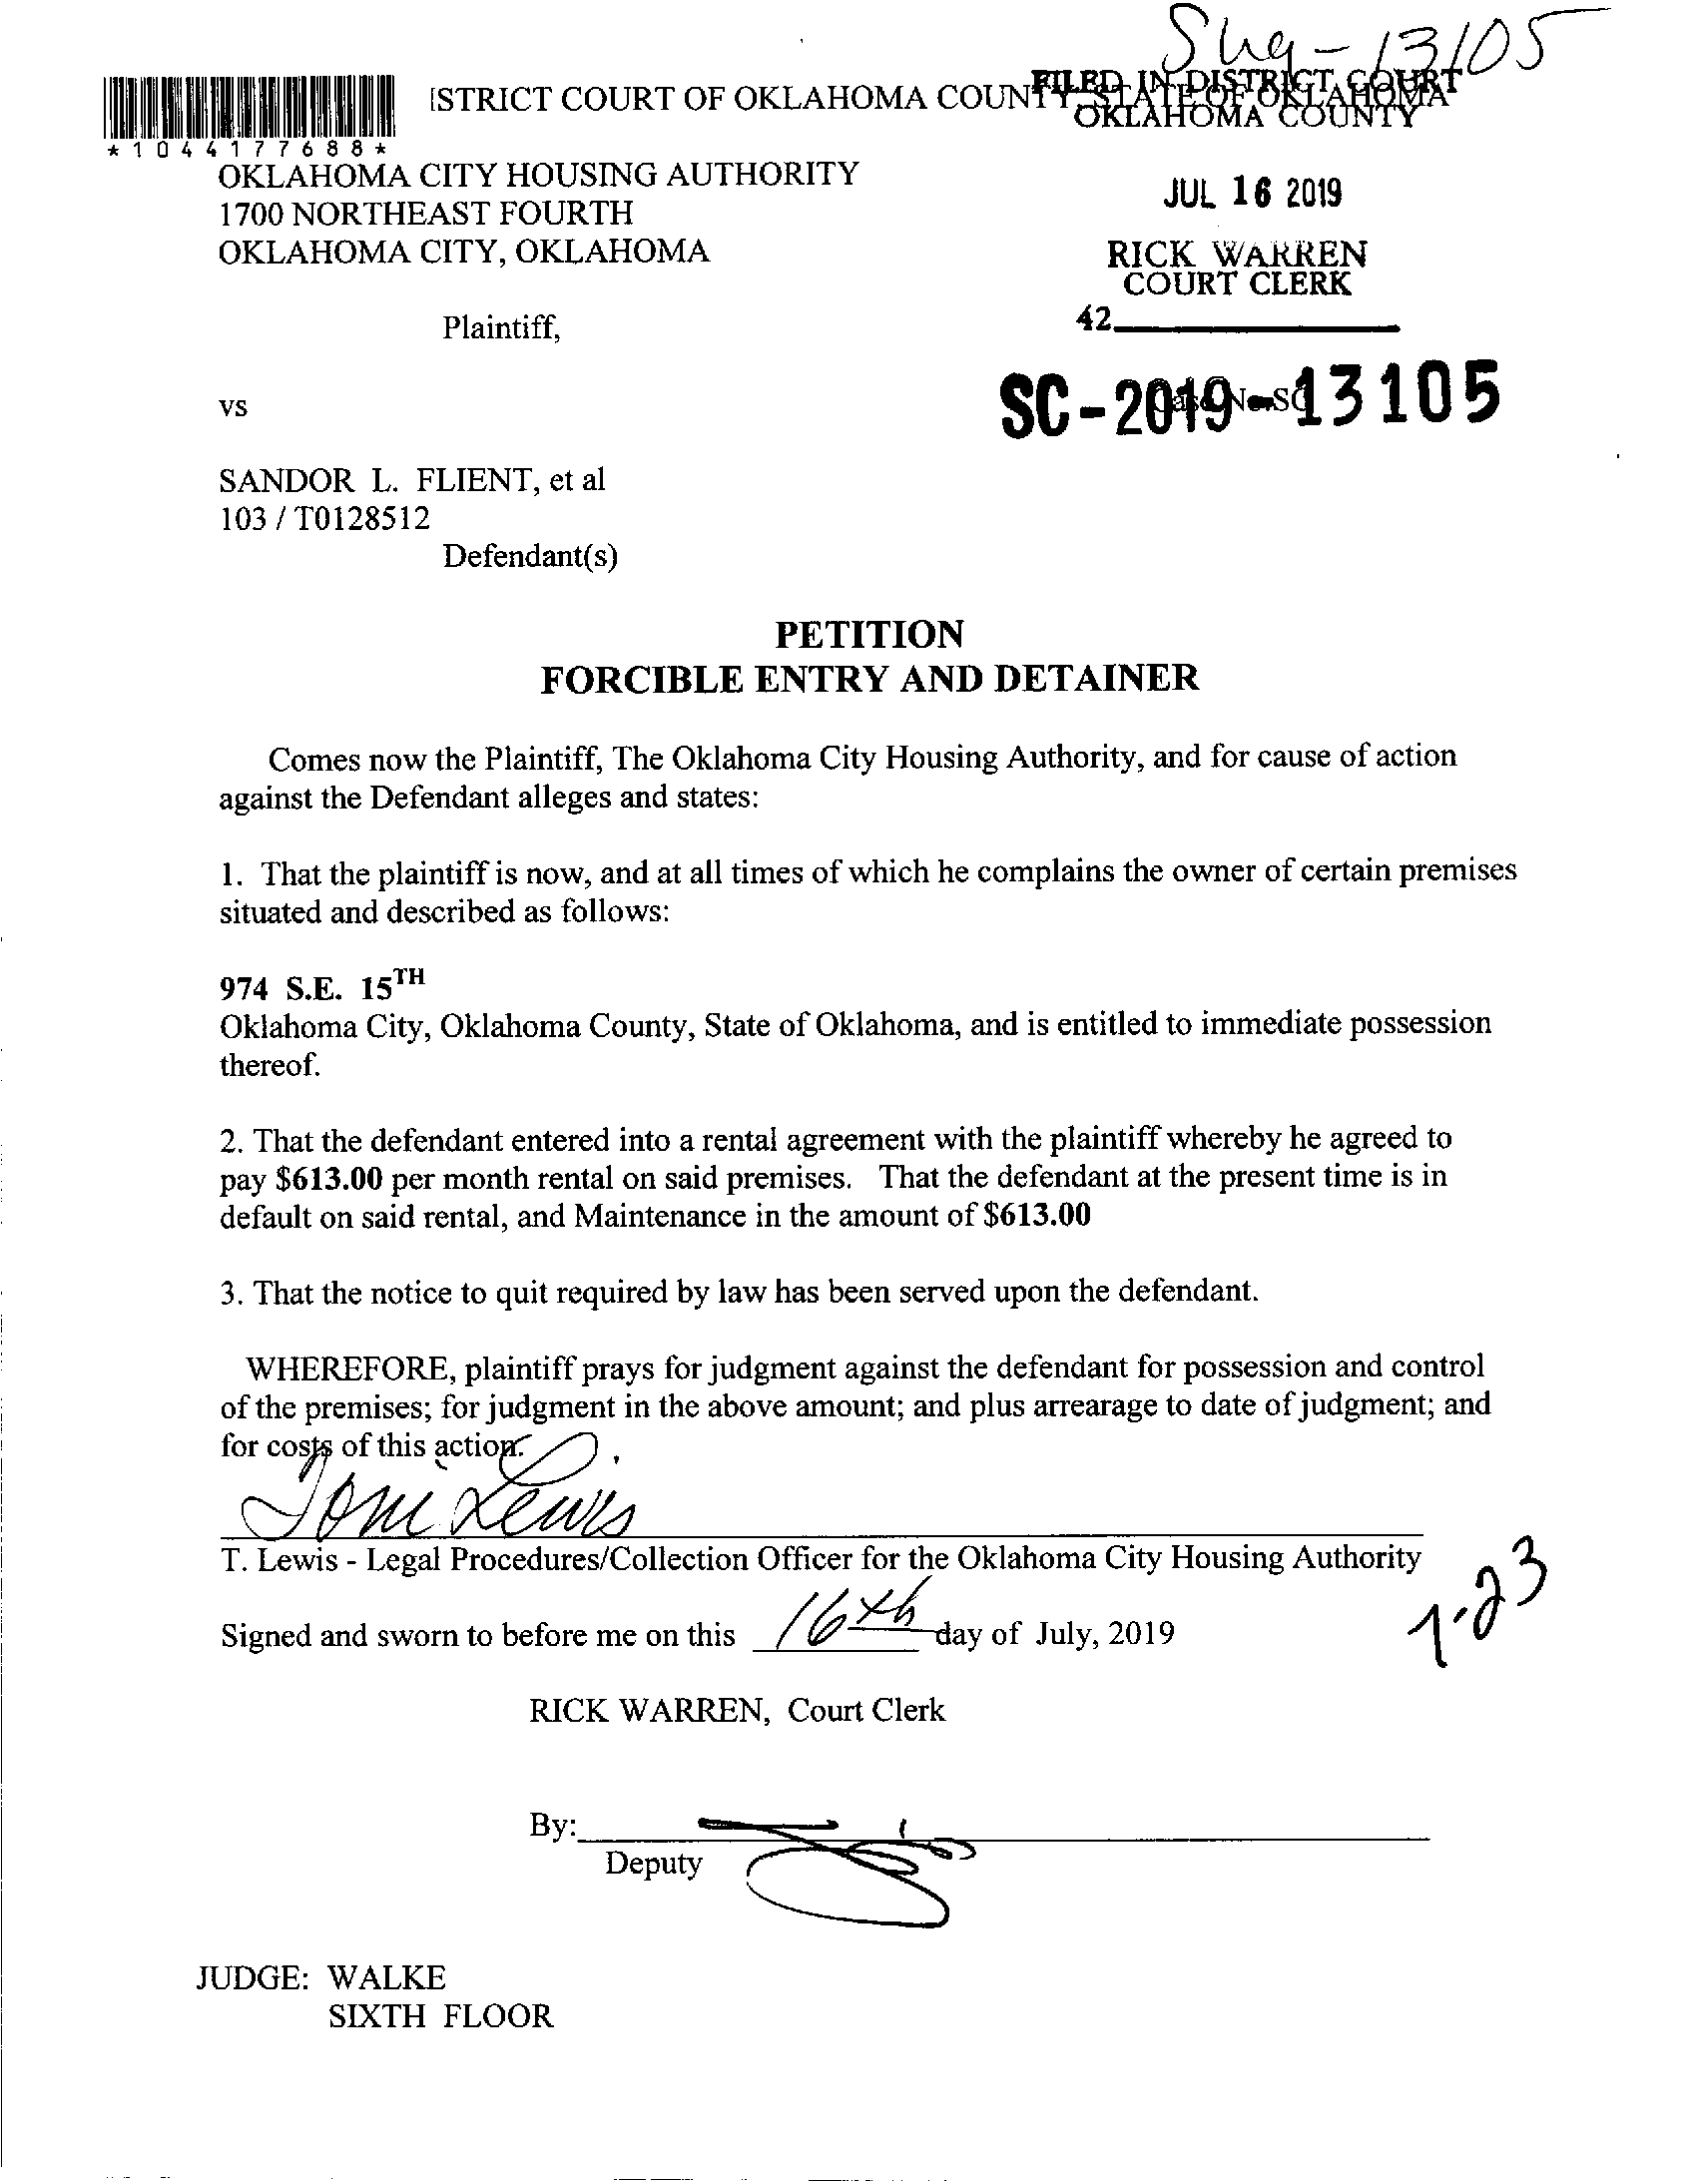 13105
ISTRICT COURT OF OKLAHOMA COUNTY, STATE OF OKLAHOMA
FILED IN DISTRICT COURT
OKLAHOMA COUNTY
*1044177688*
OKLAHOMA CITY HOUSING AUTHORITY
1700 NORTHEAST FOURTH
OKLAHOMA CITY, OKLAHOMA
JUL 16 2019
RICK WARREN
COURT CLERK
42
Plaintiff,
vs
Case No. SC
SC-2019-13105
SANDOR L. FLIENT, et al
103 / T0128512
Defendant(s)
PETITION
FORCIBLE ENTRY AND DETAINER
Comes now the Plaintiff, The Oklahoma City Housing Authority, and for cause of action
against the Defendant alleges and states:
1. That the plaintiff is now, and at all times of which he complains the owner of certain premises
situated and described as follows:
974 S.E. 15TH
Oklahoma City, Oklahoma County, State of Oklahoma, and is entitled to immediate possession
thereof.
2. That the defendant entered into a rental agreement with the plaintiff whereby he agreed to
pay $613.00 per month rental on said premises. That the defendant at the present time is in
default on said rental, and Maintenance in the amount of $613.00
3. That the notice to quit required by law has been served upon the defendant.
WHEREFORE, plaintiff prays for judgment against the defendant for possession and control
of the premises; for judgment in the above amount; and plus arrearage to date of judgment; and
for costs of this action.
Toni Lewis
T. Lewis - Legal Procedures/Collection Officer for the Oklahoma City Housing Authority
Signed and sworn to before me on this 16th day of July, 2019
7-23
RICK WARREN, Court Clerk
By:
Deputy
JUDGE: WALKE
SIXTH FLOOR